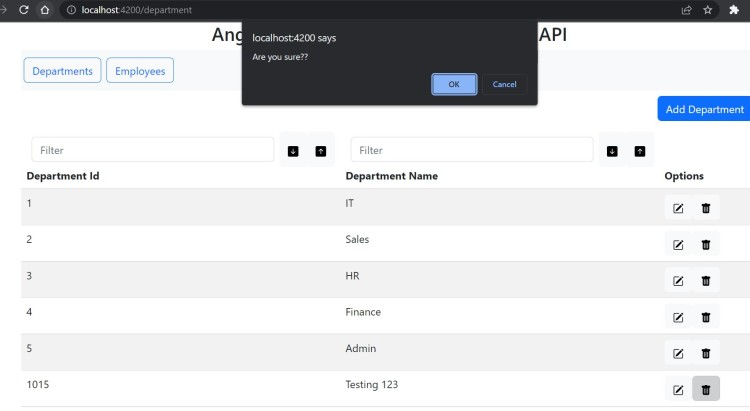 localhost:4200/department
Ang API
localhost:4200 says
Are you sure??
OK Cancel
Departments Employees
Add Department
Filter Filter
Department Id Department Name Options
1 IT
2 Sales
3 HR
4 Finance
5 Admin
1015 Testing 123